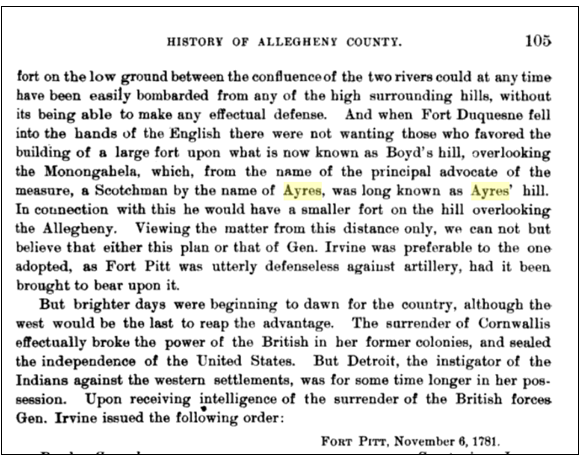 HISTORY OF ALLEGHENY COUNTY. 105
fort on the low ground between the confluence of the two rivers could at any time
have been easily bombarded from any of the high surrounding hills, without
its being able to make any effectual defense. And when Fort Duquesne fell
into the hands of the English there were not wanting those who favored the
building of a large fort upon what is now known as Boyd's hill, overlooking
the Monongahela, which, from the name of the principal advocate of the
measure, a Scotchman by the name of Ayres, was long known as Ayres' hill.
In connection with this he would have a smaller fort on the hill overlooking
the Allegheny. Viewing the matter from this distance only, we can not but
believe that either this plan or that of Gen. Irvine was preferable to the one
adopted, as Fort Pitt was utterly defenseless against artillery, had it been
brought to bear upon it.
But brighter days were beginning to dawn for the country, although the
west would be the last to reap the advantage. The surrender of Cornwallis
effectually broke the power of the British in her former colonies, and sealed
the independence of the United States. But Detroit, the instigator of the
Indians against the western settlements, was for some time longer in her pos-
session. Upon receiving intelligence of the surrender of the British forces
Gen. Irvine issued the following order:
FORT PITT, November 6, 1781.